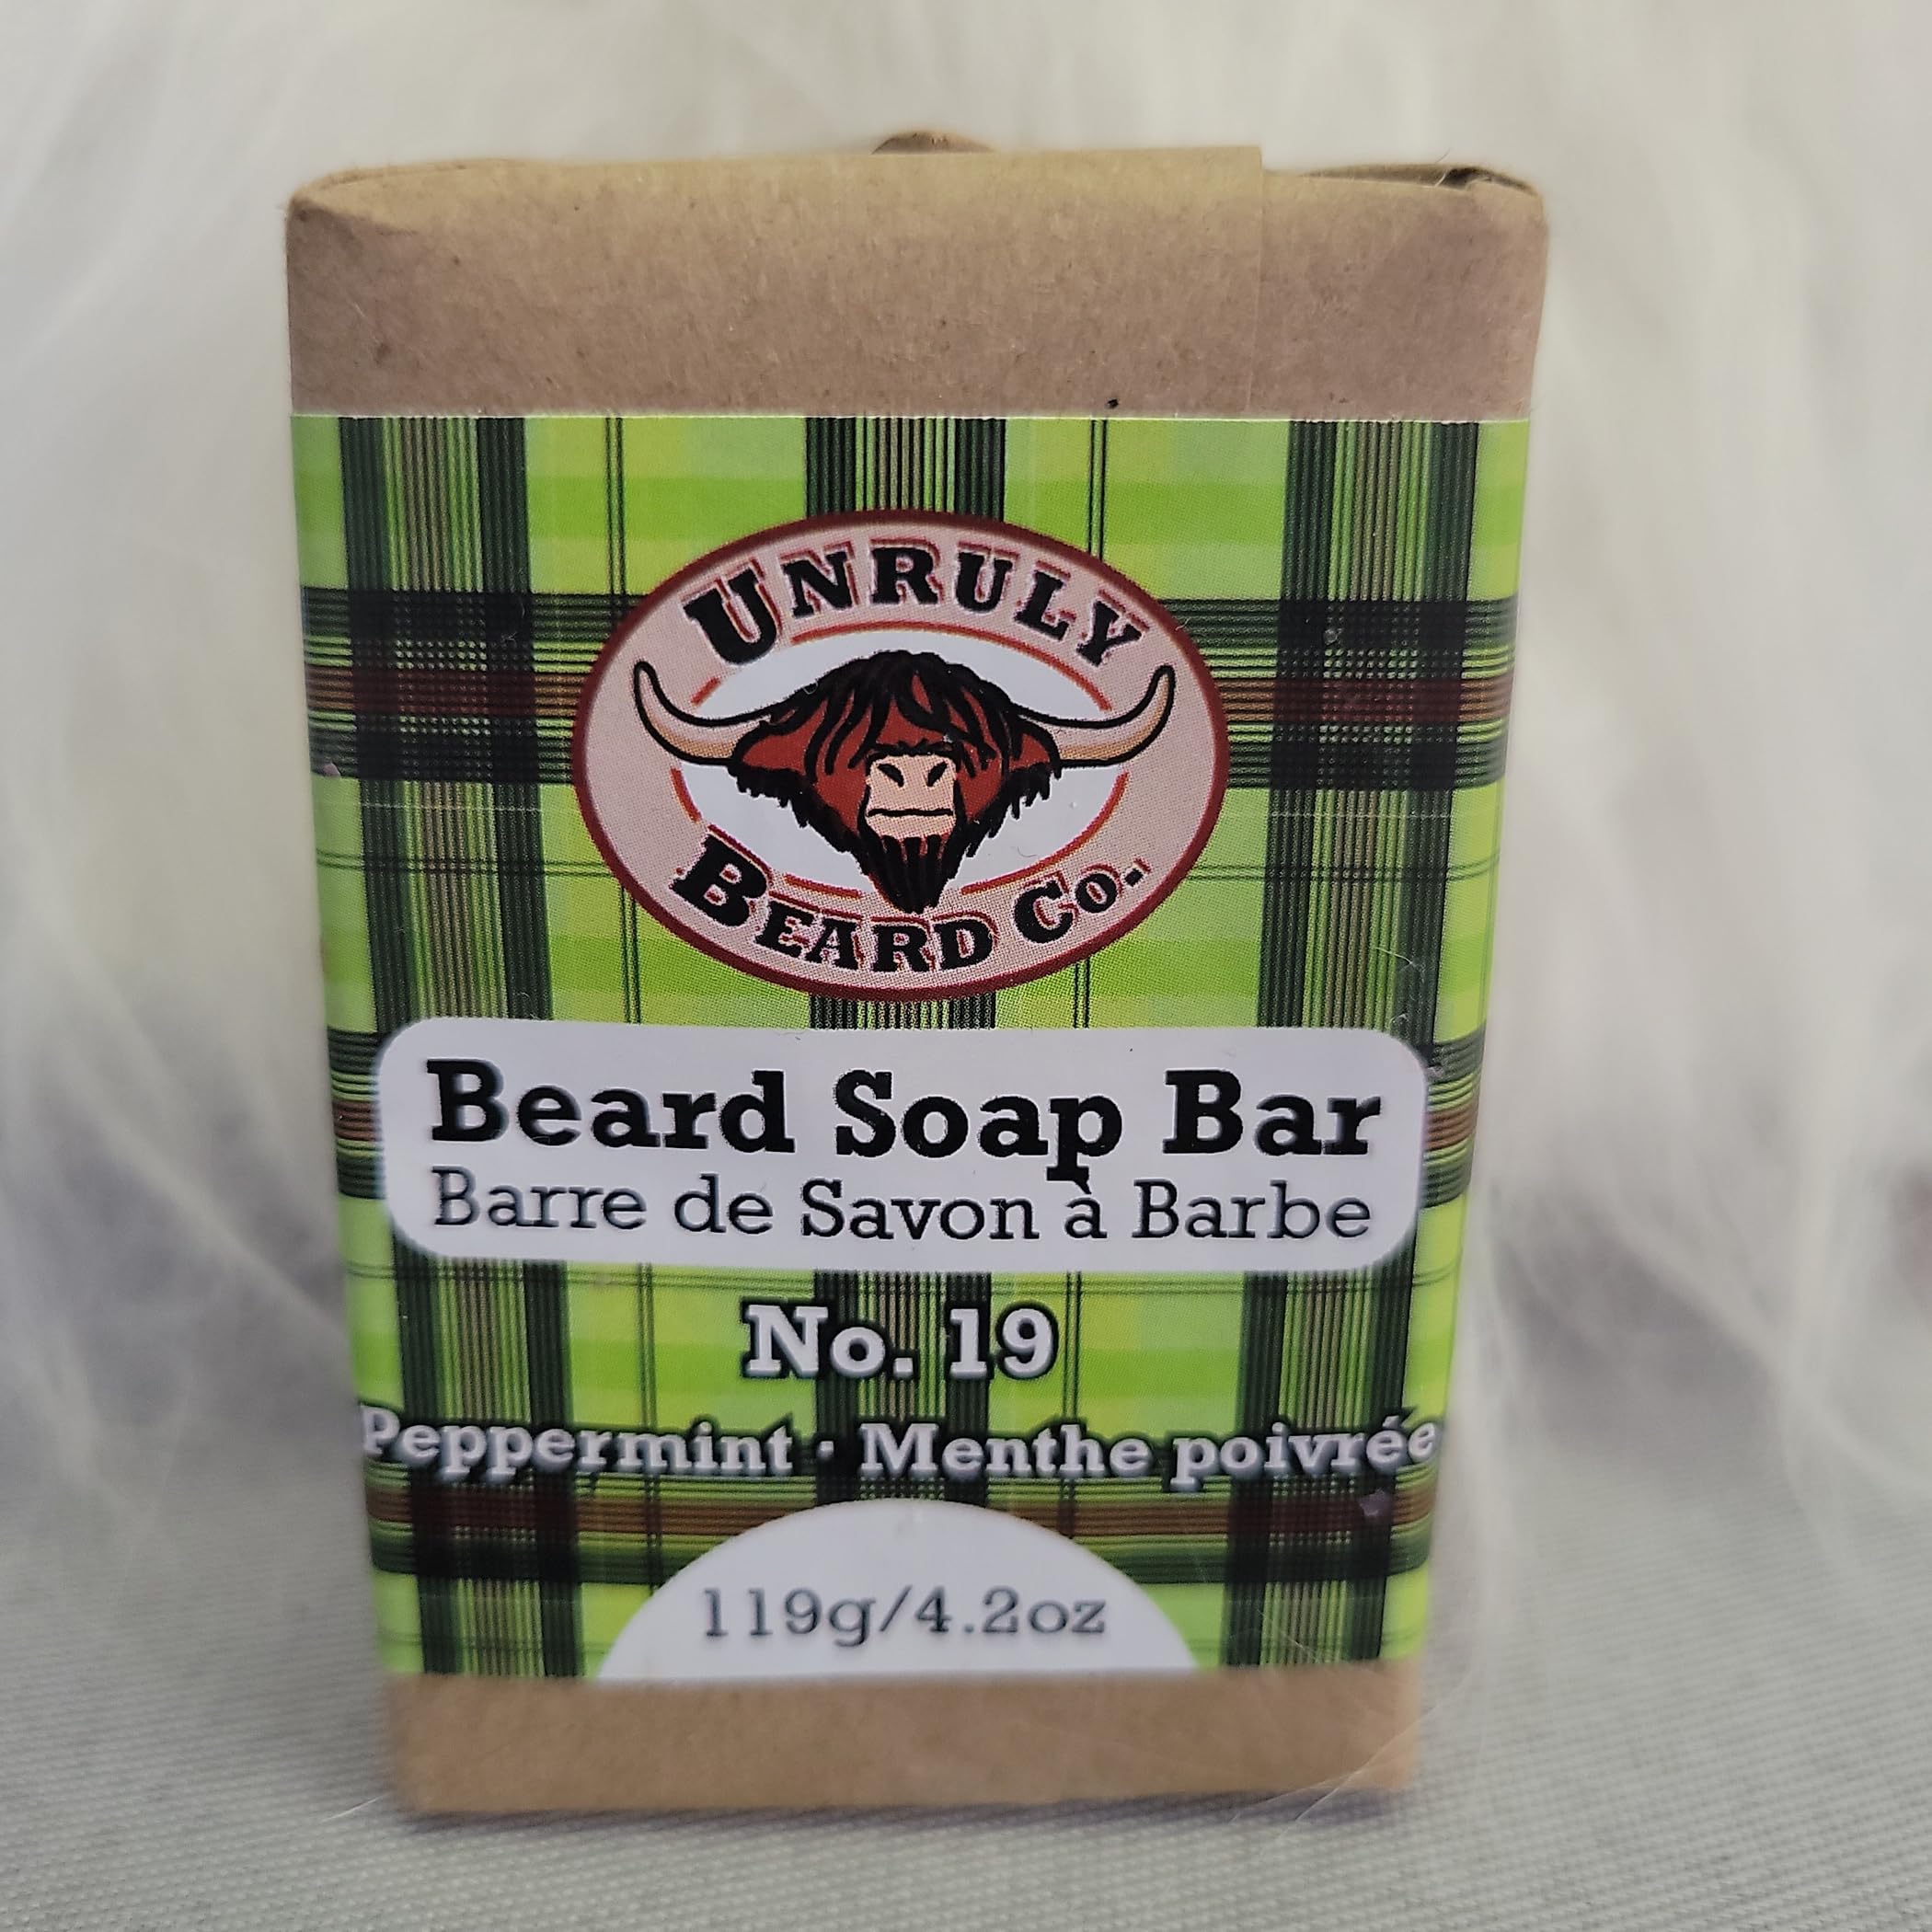 UNRULY
BEARD CO.
Beard Soap Bar
Barre de Savon à Barbe
No. 19
Peppermint · Menthe poivrée
119g/4.2oz